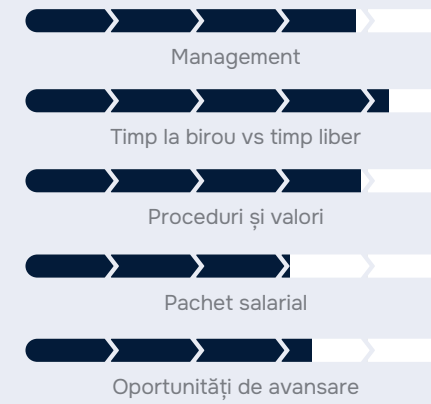 Management
Timp la birou vs timp liber
Proceduri și valori
Pachet salarial
Oportunități de avansare